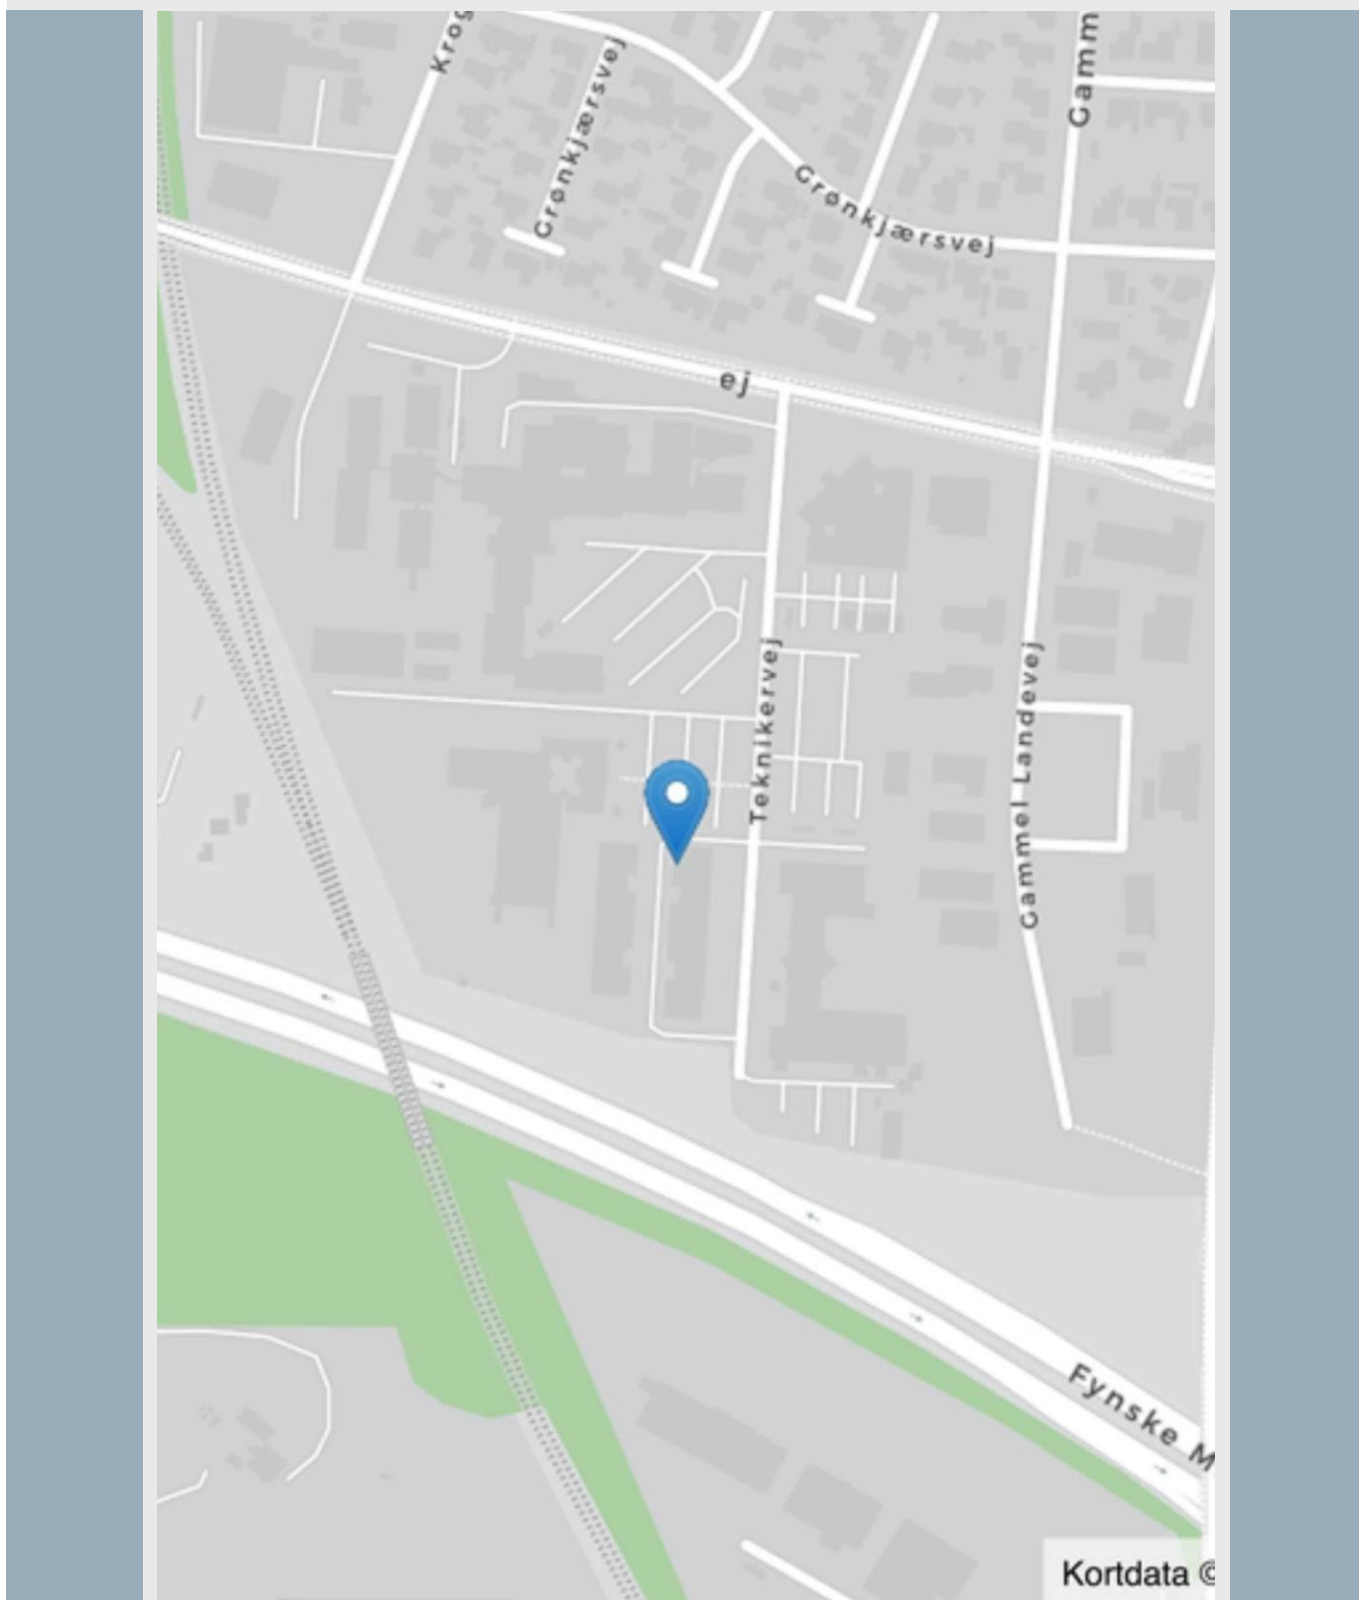 Krog
Grønkjærsvej
Gamm
Grønkjærsvej
ej
Teknikervej
Gammel Landevej
Fynske M
Kortdata ©